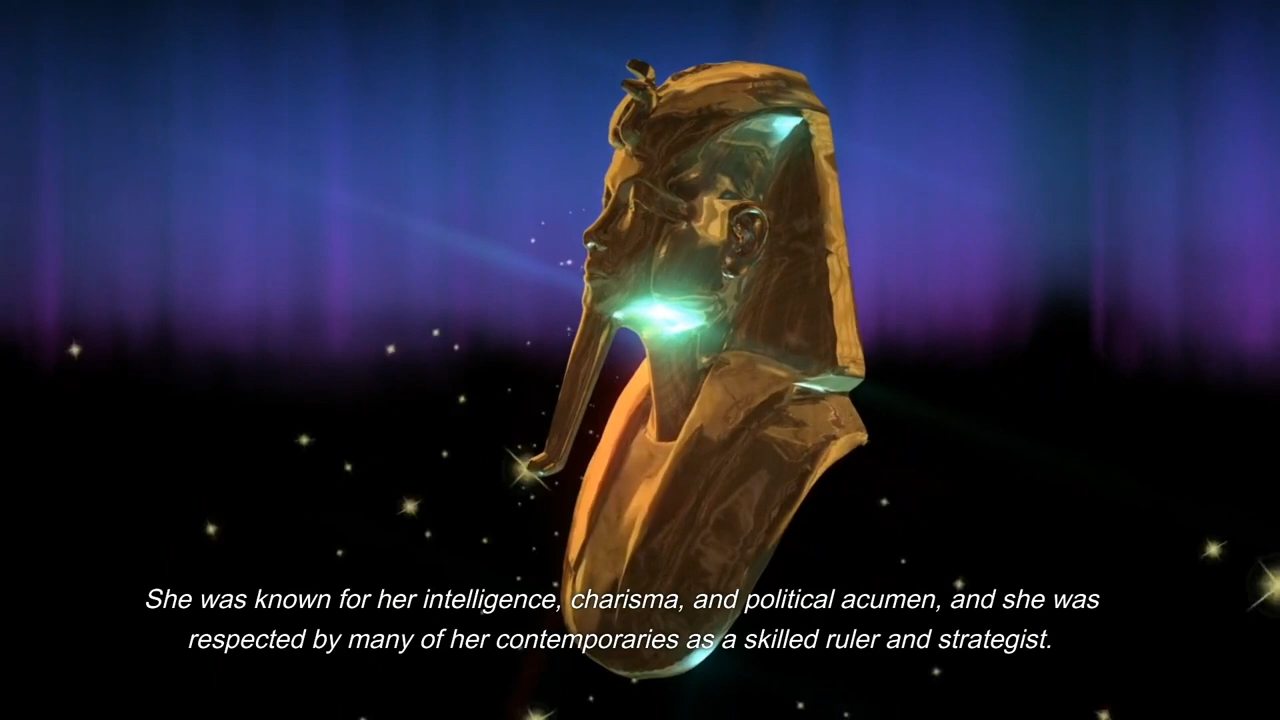 She was known for her intelligence, charisma, and political acumen, and she was
respected by many of her contemporaries as a skilled ruler and strategist.